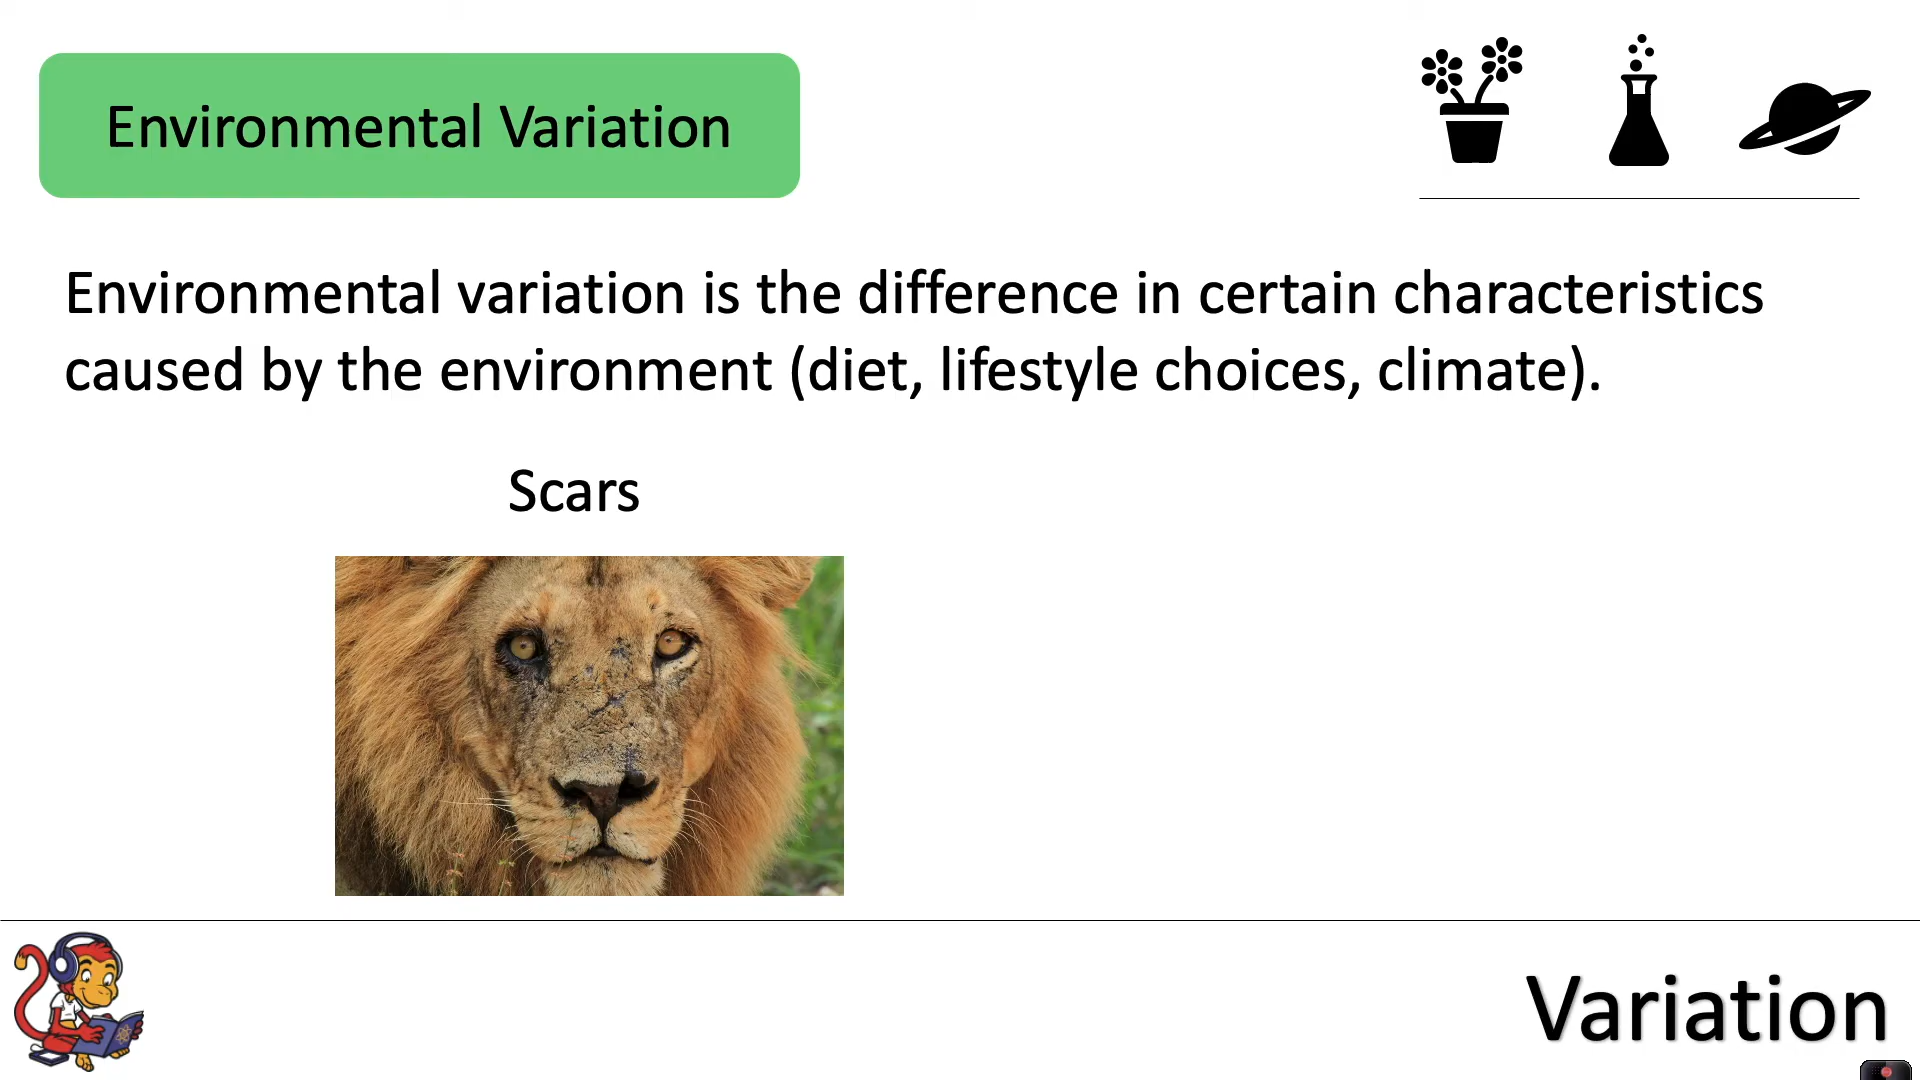 Environmental Variation
Environmental variation is the difference in certain characteristics
caused by the environment (diet, lifestyle choices, climate).
Scars
Variation